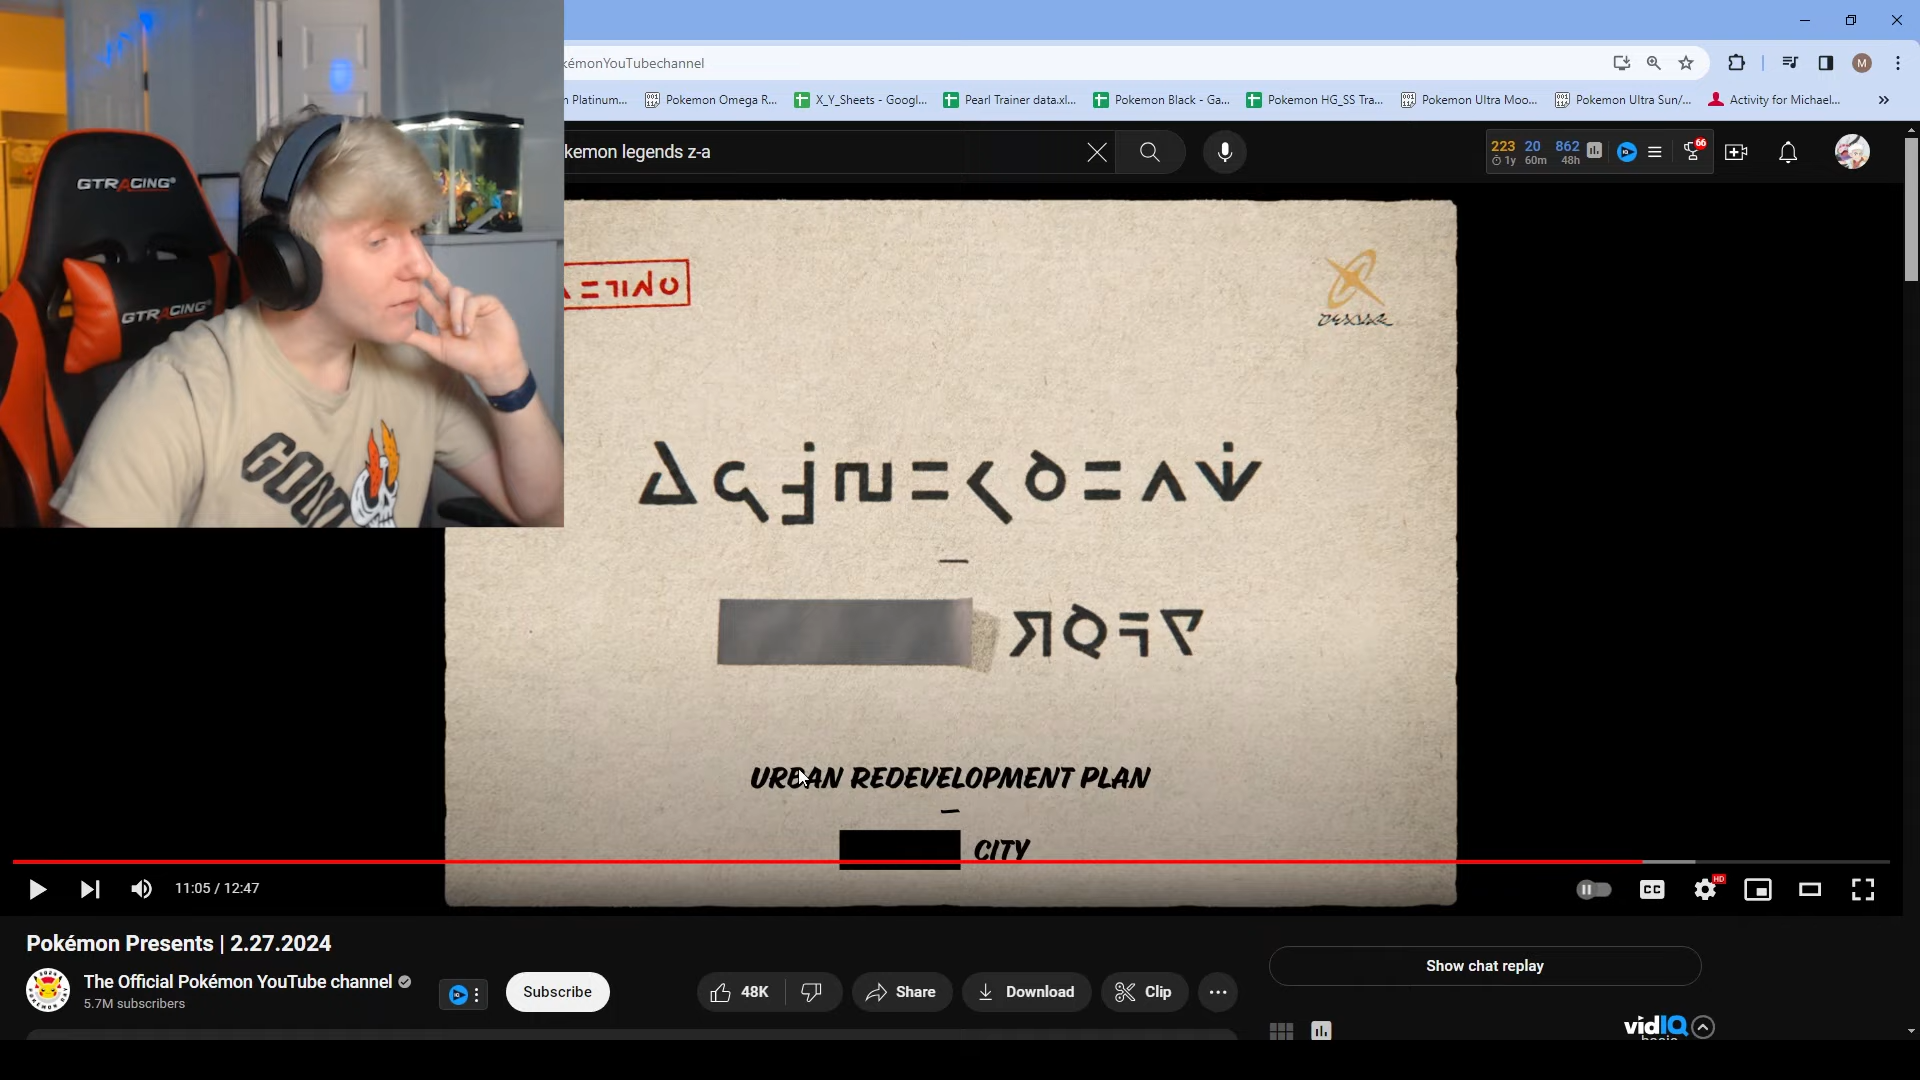 kémonYouTubechannel
n Platinum...
Pokemon Omega R...
X_Y_Sheets - Googl...
Pearl Trainer data.xl...
Pokemon Black - Ga...
Pokemon HG_SS Tra...
Pokemon Ultra Moo...
Pokemon Ultra Sun/...
Activity for Michael...
M
kemon legends z-a
223 20 862
1y 60m 48h
66
GTRACING
GTRACING
URBAN REDEVELOPMENT PLAN
CITY
11:05 / 12:47
CC
HD
Pokémon Presents | 2.27.2024
The Official Pokémon YouTube channel
5.7M subscribers
Subscribe
48K
Share
Download
Clip
Show chat replay
vidIQ